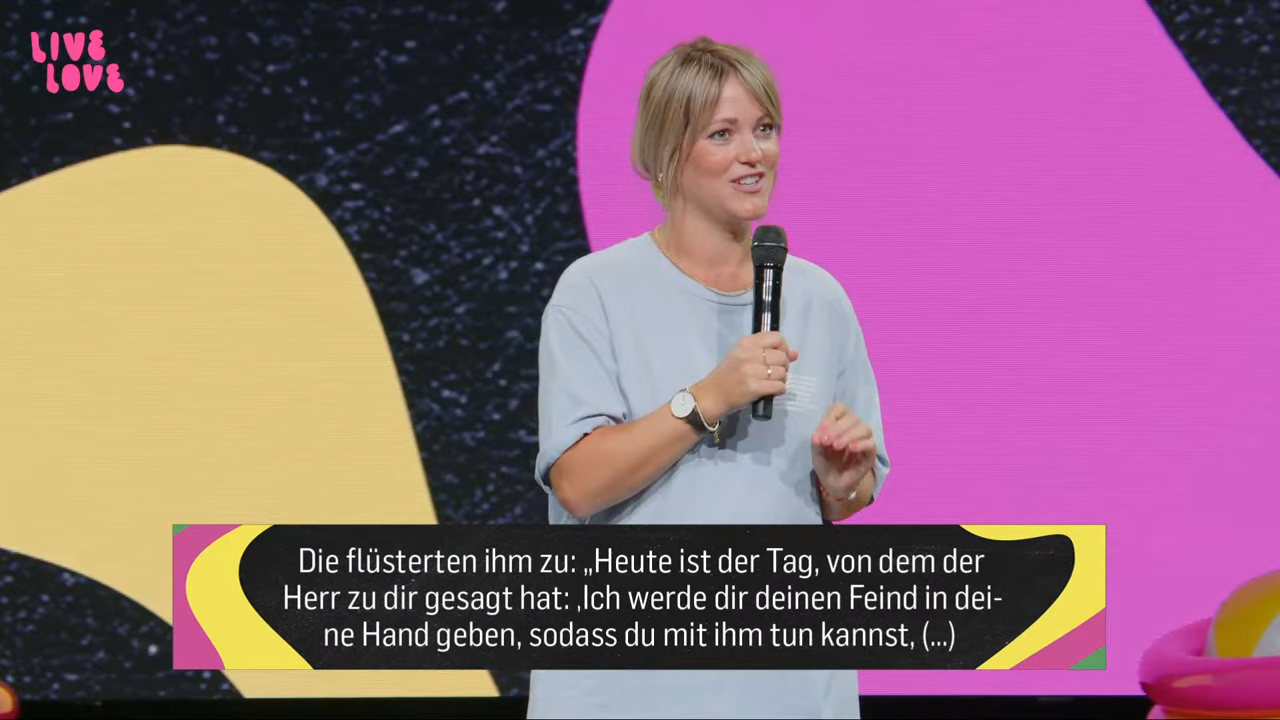 LIVE
LOVE
Die flüsterten ihm zu: „Heute ist der Tag, von dem der
Herr zu dir gesagt hat: ‚Ich werde dir deinen Feind in dei-
ne Hand geben, sodass du mit ihm tun kannst, (...)